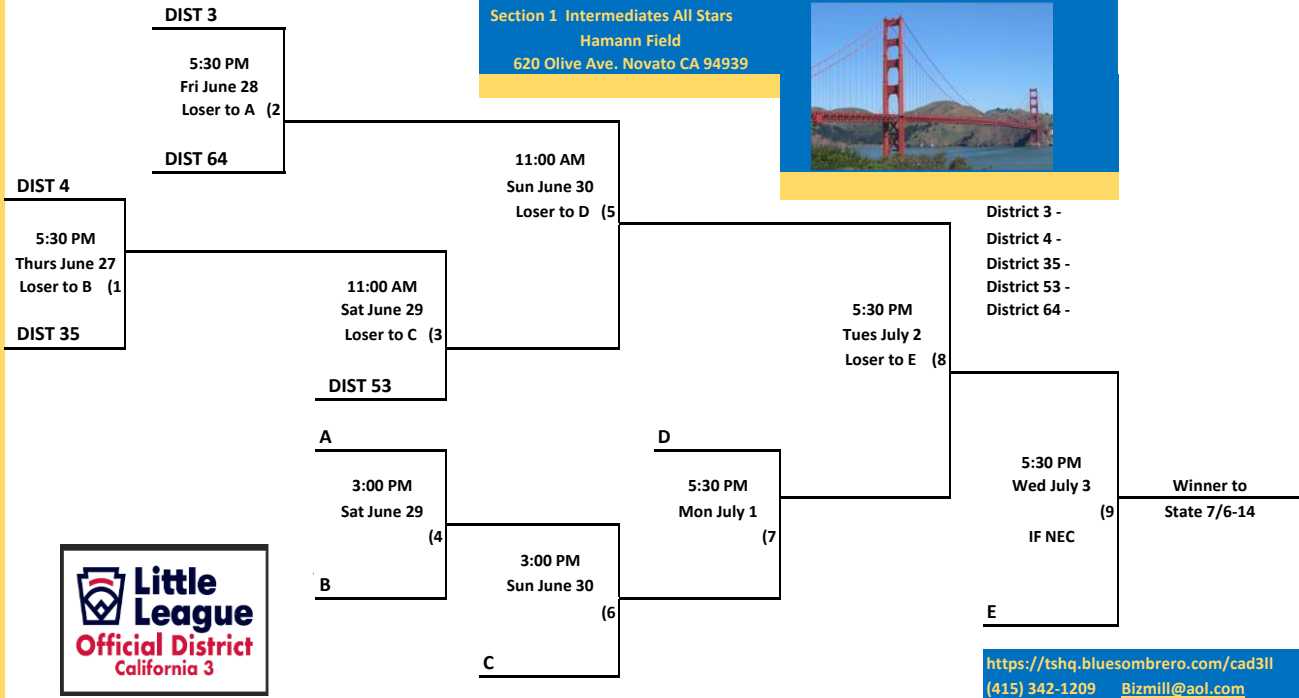 DIST 3
5:30 PM
Fri June 28
Loser to A (2
DIST 64
Section 1 Intermediates All Stars
Hamann Field
620 Olive Ave. Novato CA 94939
DIST 4
5:30 PM
Thurs June 27
Loser to B (1
DIST 35
11:00 AM
Sun June 30
Loser to D (5
11:00 AM
Sat June 29
Loser to C (3
DIST 53
District 3 -
District 4 -
District 35 -
District 53 -
District 64 -
5:30 PM
Tues July 2
Loser to E (8
A
3:00 PM
Sat June 29
(4
B
3:00 PM
Sun June 30
(6
C
D
5:30 PM
Mon July 1
(7
5:30 PM
Wed July 3
(9
IF NEC
E
Winner to
State 7/6-14
Little
League
Official District
California 3
https://tshq.bluesombrero.com/cad3ll
(415) 342-1209 Bizmill@aol.com